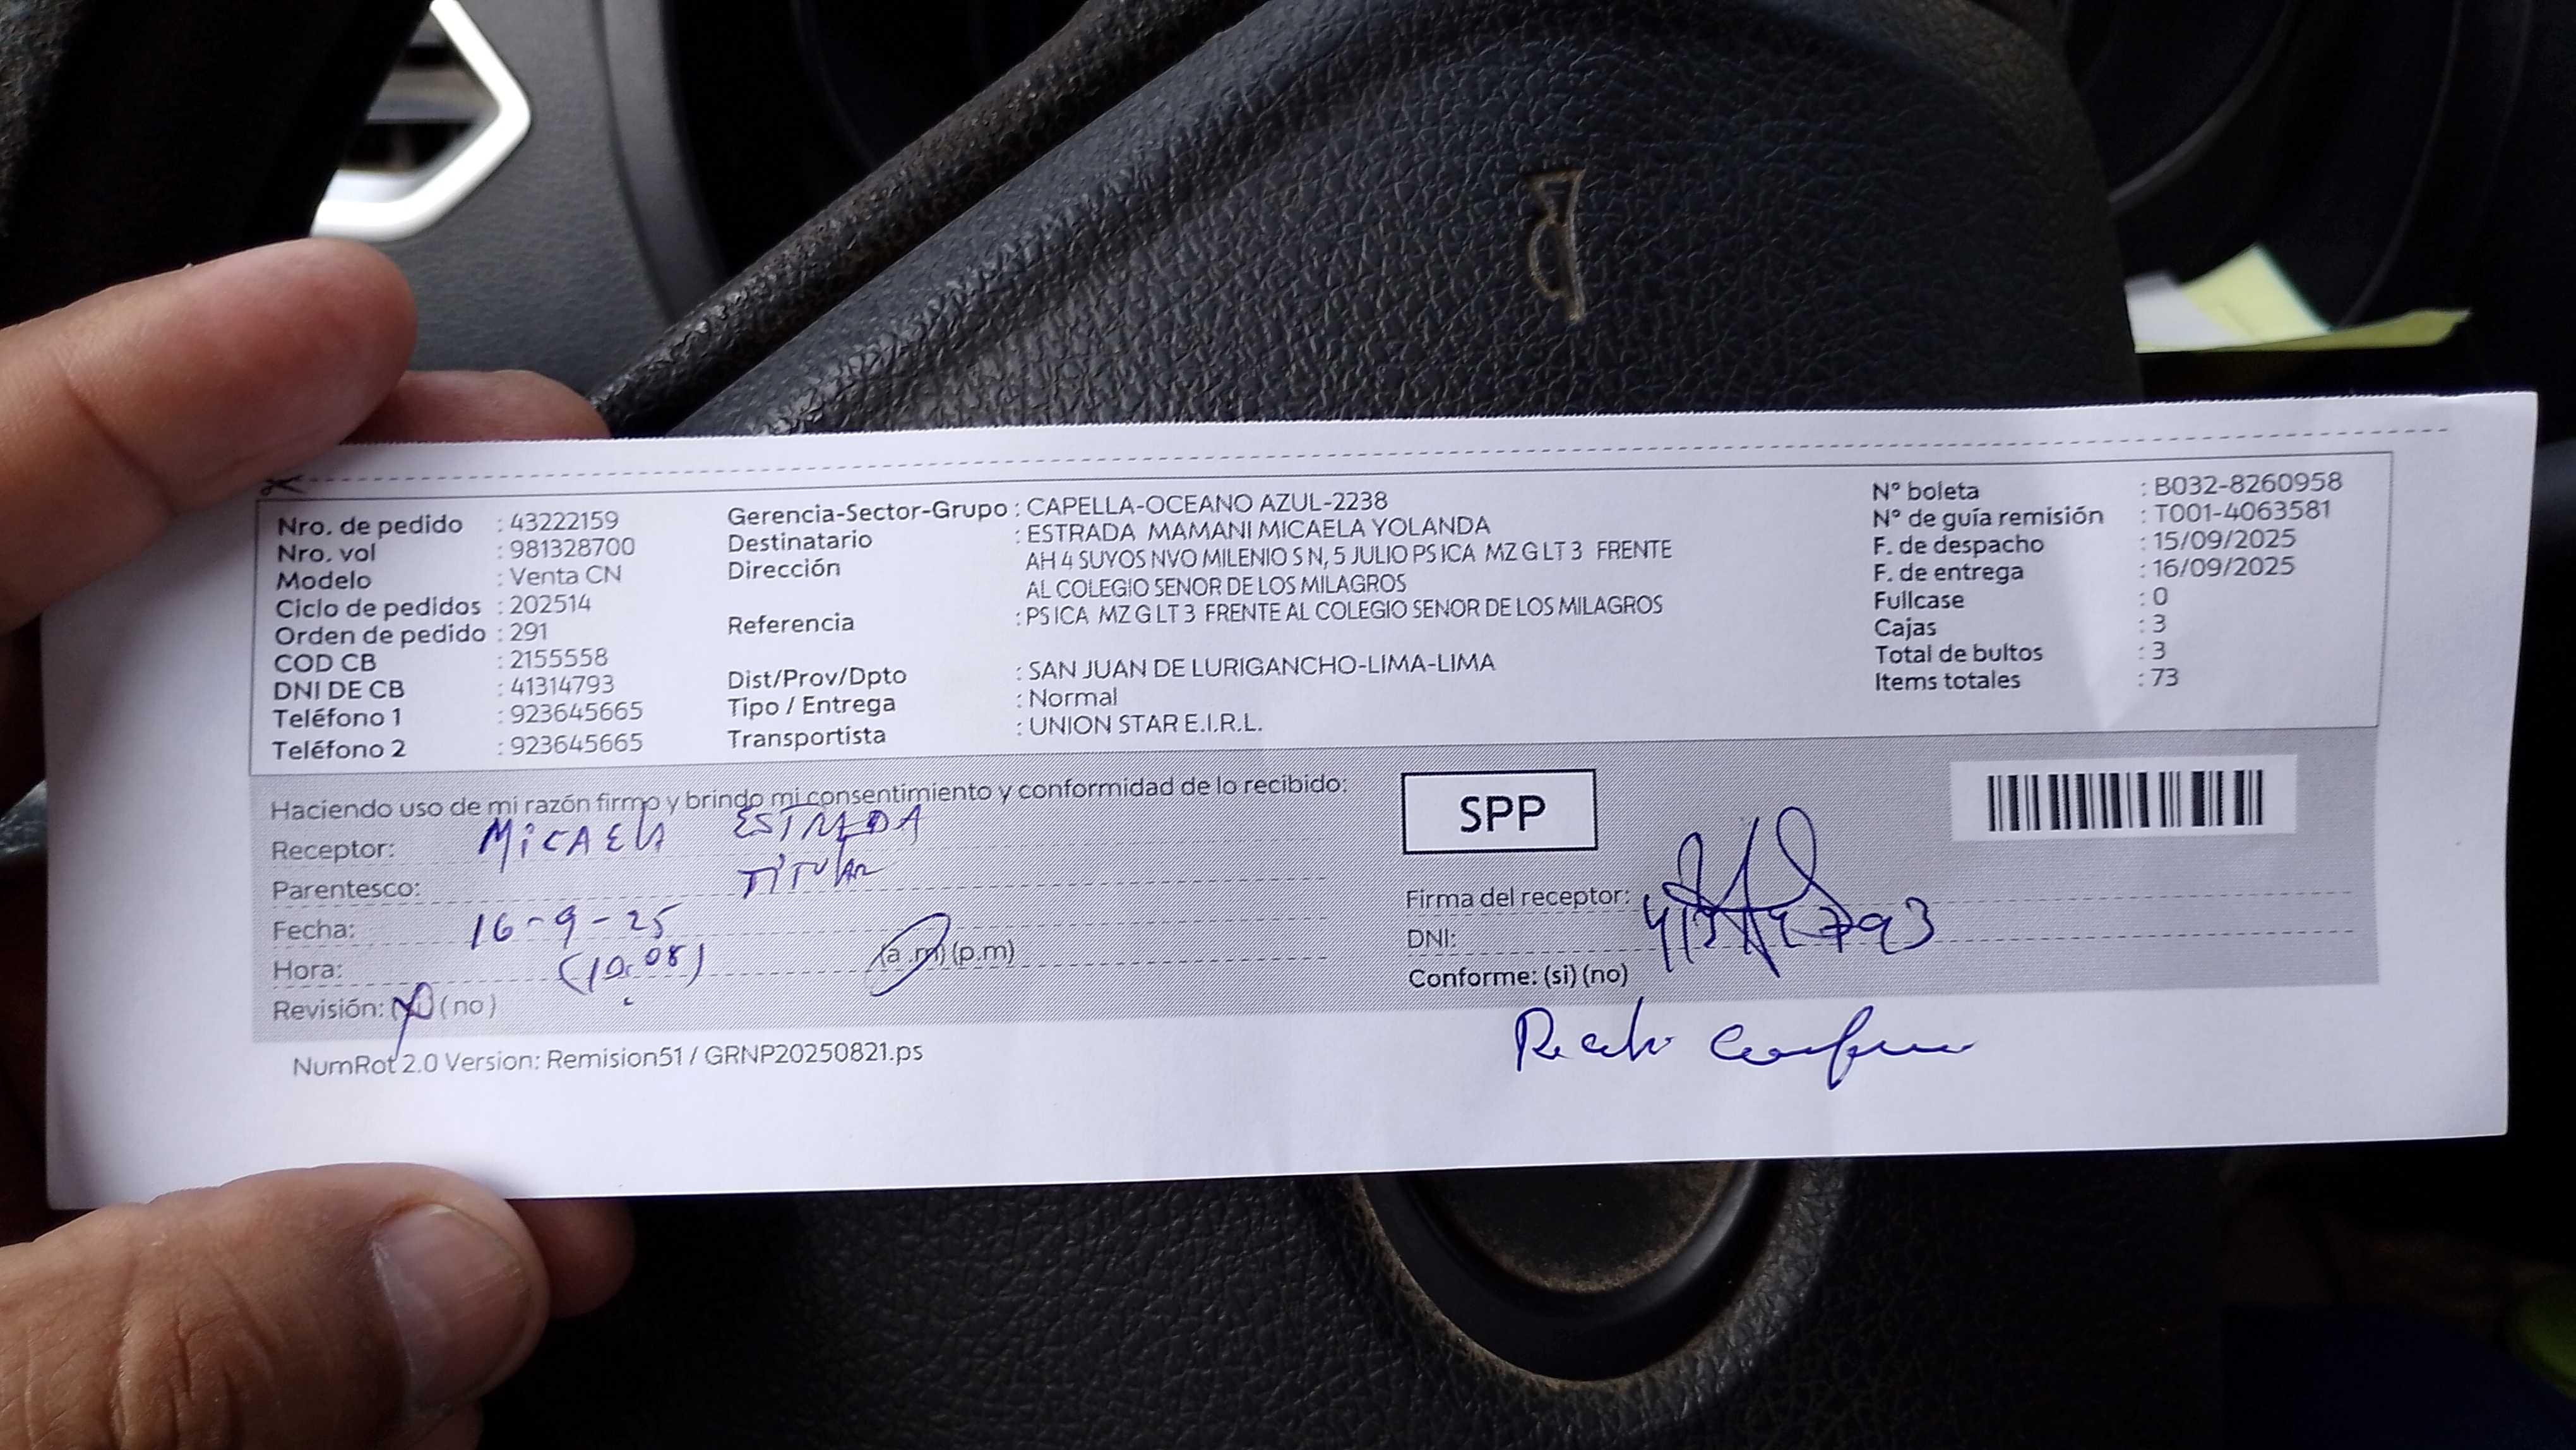 Nro. de pedido : 43222159
Nro. vol : 981328700
Modelo : Venta CN
Ciclo de pedidos : 202514
Orden de pedido : 291
COD CB : 2155558
DNI DE CB : 41314793
Teléfono 1 : 923645665
Teléfono 2 : 923645665
Gerencia-Sector-Grupo : CAPELLA-OCEANO AZUL-2238
Destinatario : ESTRADA MAMANI MICAELA YOLANDA
Dirección AH 4 SUYOS NVO MILENIO S N, 5 JULIO PS ICA MZ G LT 3 FRENTE
AL COLEGIO SENOR DE LOS MILAGROS
Referencia : PS ICA MZ G LT 3 FRENTE AL COLEGIO SENOR DE LOS MILAGROS
Dist/Prov/Dpto : SAN JUAN DE LURIGANCHO-LIMA-LIMA
Tipo / Entrega : Normal
Transportista : UNION STAR E.I.R.L.
N° boleta : B032-8260958
N° de guía remisión : T001-4063581
F. de despacho : 15/09/2025
F. de entrega : 16/09/2025
Fullcase : 0
Cajas : 3
Total de bultos : 3
Items totales : 73
Haciendo uso de mi razón firmo y brindo mi consentimiento y conformidad de lo recibido:
Receptor: MICAELA ESTRADA
Parentesco: TITULAR
Fecha: 16-9-25
Hora: (10:08) (a.m) (p.m)
Revisión: (si) (no)
SPP
Firma del receptor:
DNI: 41314793
Conforme: (si) (no)
Recibi Conforme
NumRot 2.0 Version: Remision51 / GRNP20250821.ps